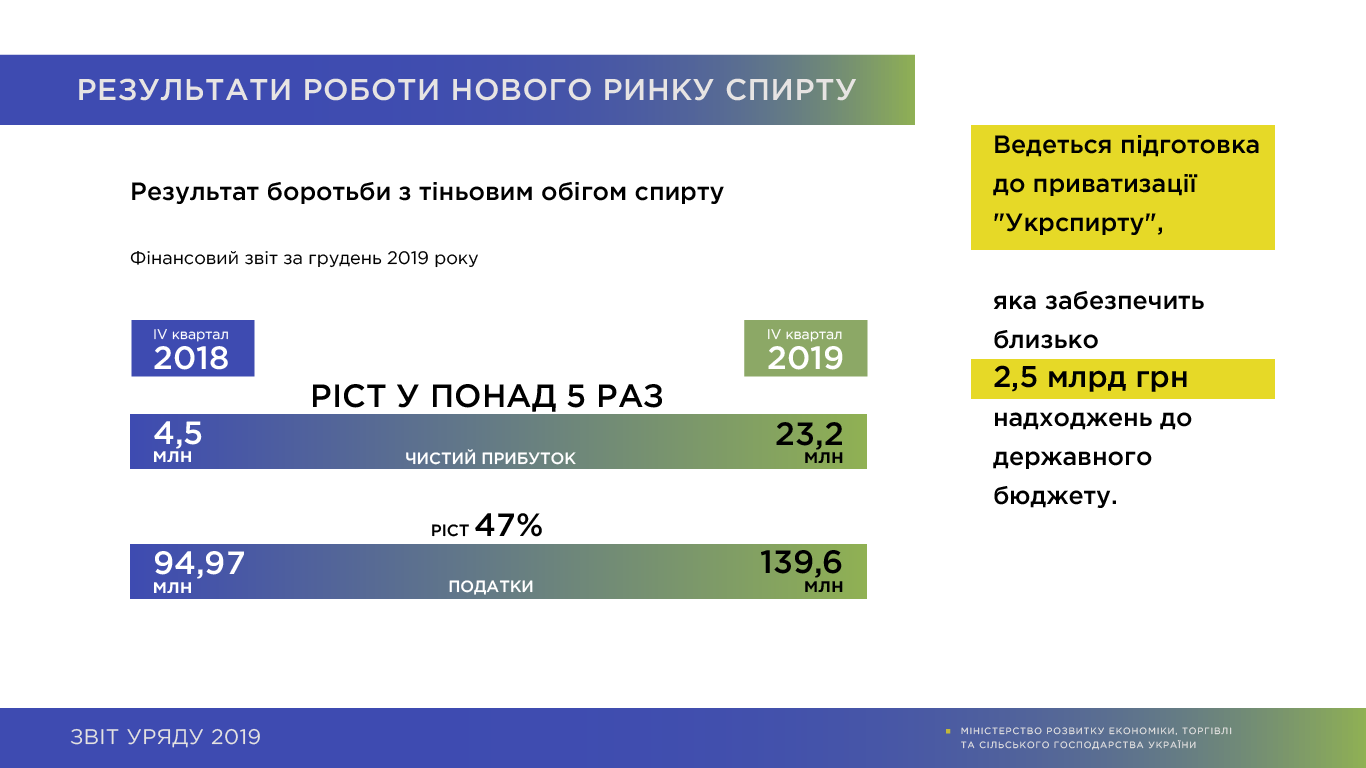 РЕЗУЛЬТАТИ РОБОТИ НОВОГО РИНКУ СПИРТУ
Результат боротьби з тіньовим обігом спирту
Фінансовий звіт за грудень 2019 року
IV квартал
2018
IV квартал
2019
РІСТ У ПОНАД 5 РАЗ
4,5
МЛН
ЧИСТИЙ ПРИБУТОК
23,2
МЛН
РІСТ 47%
94,97
МЛН
ПОДАТКИ
139,6
МЛН
Ведеться підготовка
до приватизації
"Укрспирту",
яка забезпечить
близько
2,5 млрд грн
надходжень до
державного
бюджету.
ЗВІТ УРЯДУ 2019
МІНІСТЕРСТВО РОЗВИТКУ ЕКОНОМІКИ, ТОРГІВЛІ
ТА СІЛЬСЬКОГО ГОСПОДАРСТВА УКРАЇНИ